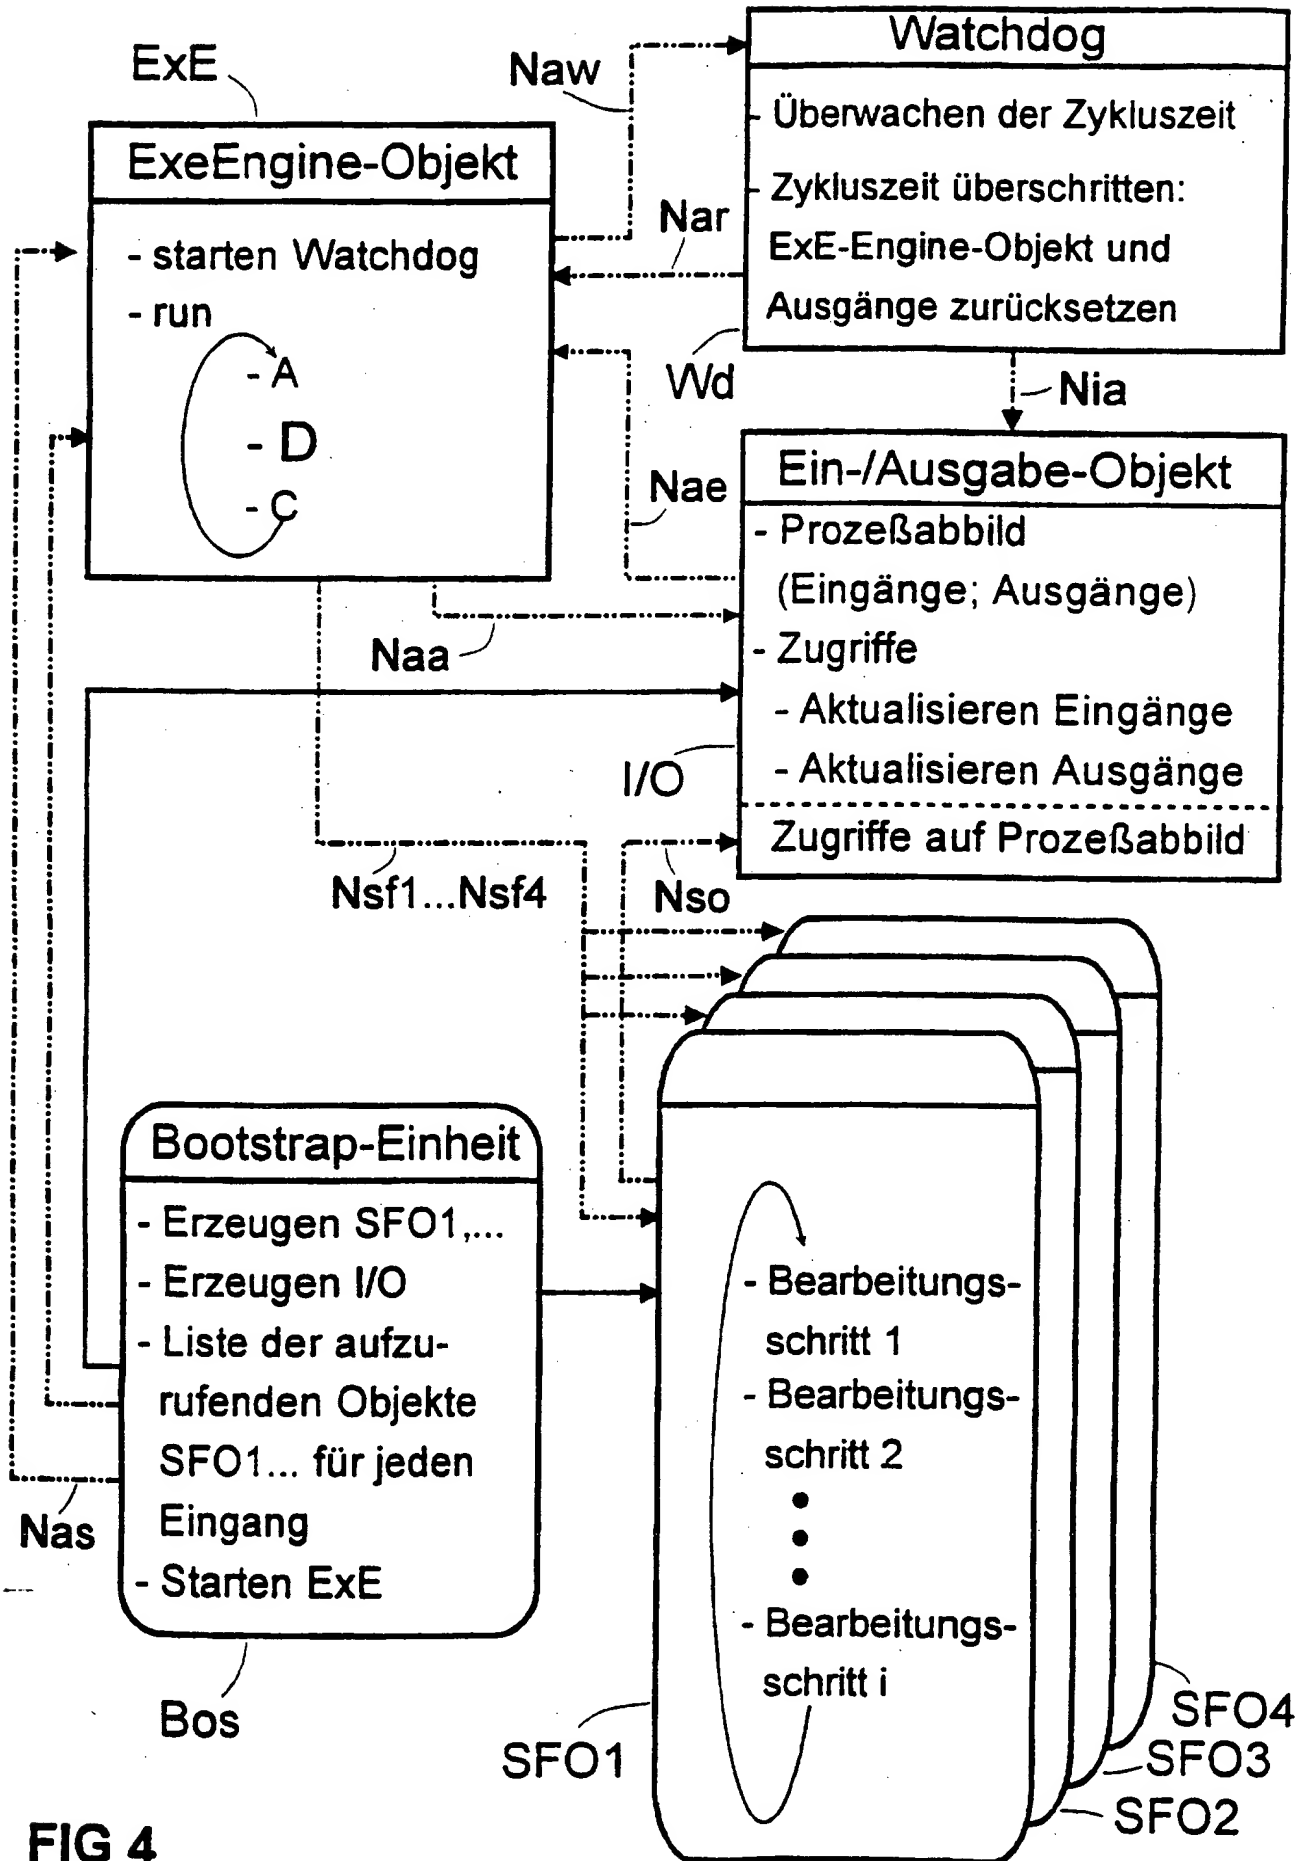 ExE
ExeEngine-Objekt
- starten Watchdog
- run
- A
- D
- C
Naw
Nar
Watchdog
- Überwachen der Zykluszeit
- Zykluszeit überschritten:
ExE-Engine-Objekt und
Ausgänge zurücksetzen
Wd
Nia
Nae
Naa
Ein-/Ausgabe-Objekt
- Prozeßabbild
(Eingänge; Ausgänge)
- Zugriffe
- Aktualisieren Eingänge
- Aktualisieren Ausgänge
Zugriffe auf Prozeßabbild
I/O
Nsf1...Nsf4
Nso
Bootstrap-Einheit
- Erzeugen SFO1,...
- Erzeugen I/O
- Liste der aufzu-
rufenden Objekte
SFO1... für jeden
Eingang
- Starten ExE
Nas
Bos
- Bearbeitungs-
schritt 1
- Bearbeitungs-
schritt 2
- Bearbeitungs-
schritt i
SFO1
SFO4
SFO3
SFO2
FIG 4